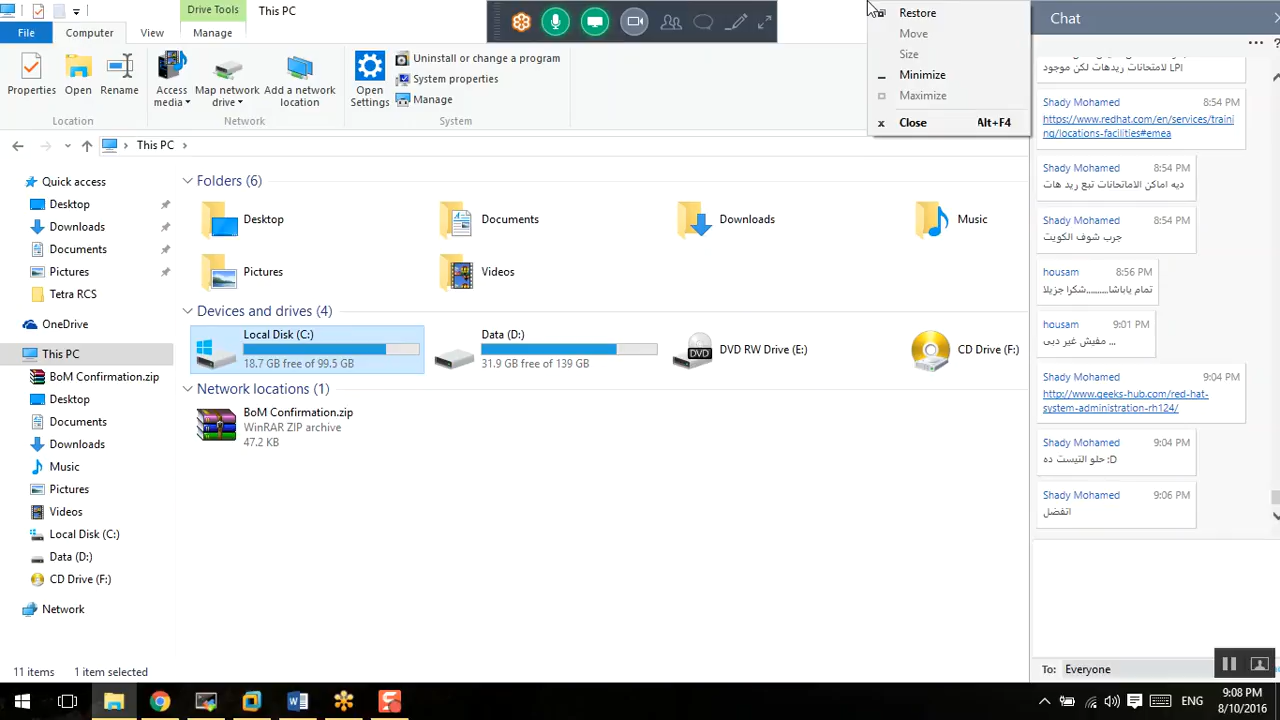 Drive Tools
This PC
File
Computer
View
Manage
Properties
Open
Rename
Access media
Map network drive
Add a network location
Open Settings
Uninstall or change a program
System properties
Manage
Location
Network
System
Restore
Move
Size
Minimize
Maximize
Close Alt+F4
Chat
This PC
Quick access
Desktop
Downloads
Documents
Pictures
Tetra RCS
OneDrive
This PC
BoM Confirmation.zip
Desktop
Documents
Downloads
Music
Pictures
Videos
Local Disk (C:)
Data (D:)
CD Drive (F:)
Network
Folders (6)
Desktop
Documents
Downloads
Music
Pictures
Videos
Devices and drives (4)
Local Disk (C:)
18.7 GB free of 99.5 GB
Data (D:)
31.9 GB free of 139 GB
DVD RW Drive (E:)
CD Drive (F:)
Network locations (1)
BoM Confirmation.zip
WinRAR ZIP archive
47.2 KB
LPI لامتحانات ريدهات لكن موجود
Shady Mohamed 8:54 PM
https://www.redhat.com/en/services/traini
ng/locations-facilities#emea
Shady Mohamed 8:54 PM
ديه اماكن الاماتحانات تبع ريد هات
Shady Mohamed 8:54 PM
جرب شوف الكويت
housam 8:56 PM
تمام ياباشا..........شكرا جزيلا
housam 9:01 PM
مفيش غير دبى ...
Shady Mohamed 9:04 PM
http://www.geeks-hub.com/red-hat-
system-administration-rh124/
Shady Mohamed 9:04 PM
حلو التيست ده :D
Shady Mohamed 9:06 PM
اتفضل
To: Everyone
11 items 1 item selected
ENG
9:08 PM
8/10/2016